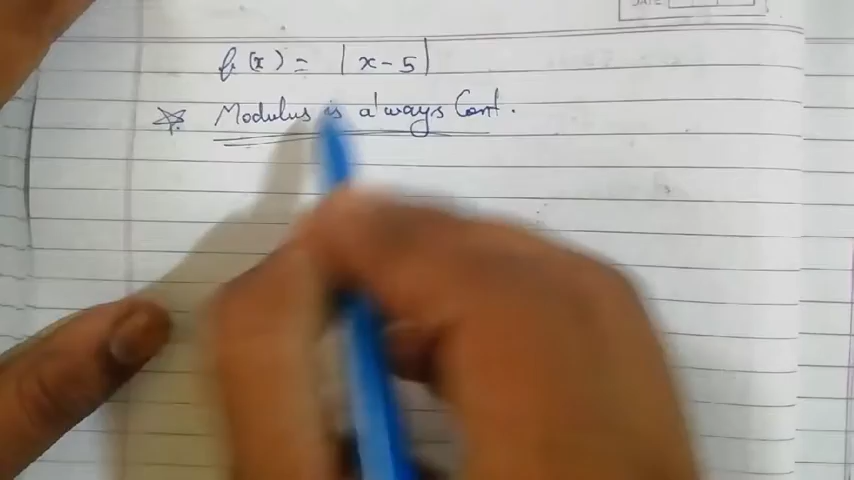 f(x) = |x-5|
Modulus is always Cont.